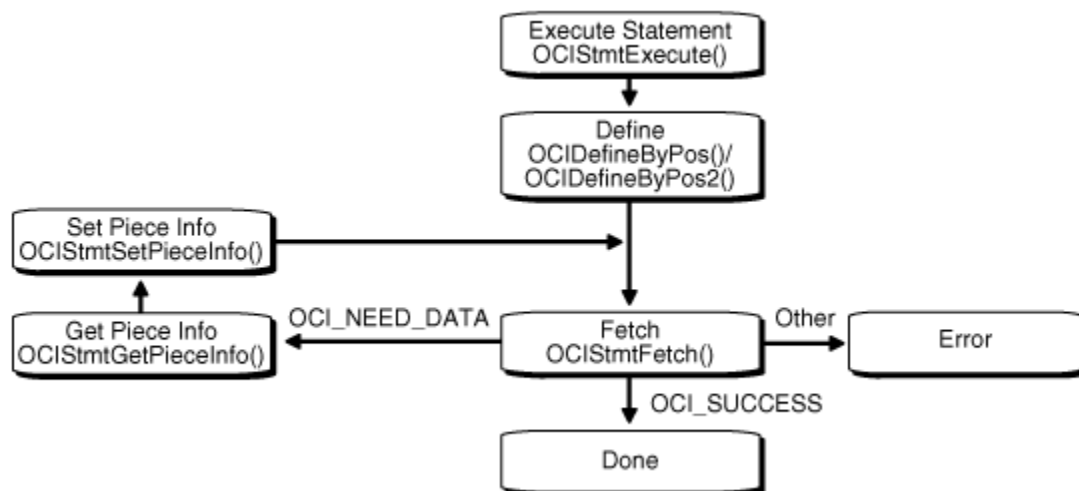 Execute Statement
OCIStmtExecute()
Define
OCIDefineByPos()/
OCIDefineByPos2()
Set Piece Info
OCIStmtSetPieceInfo()
OCI_NEED_DATA
Get Piece Info
OCIStmtGetPieceInfo()
Fetch
OCIStmtFetch()
Other
Error
OCI_SUCCESS
Done